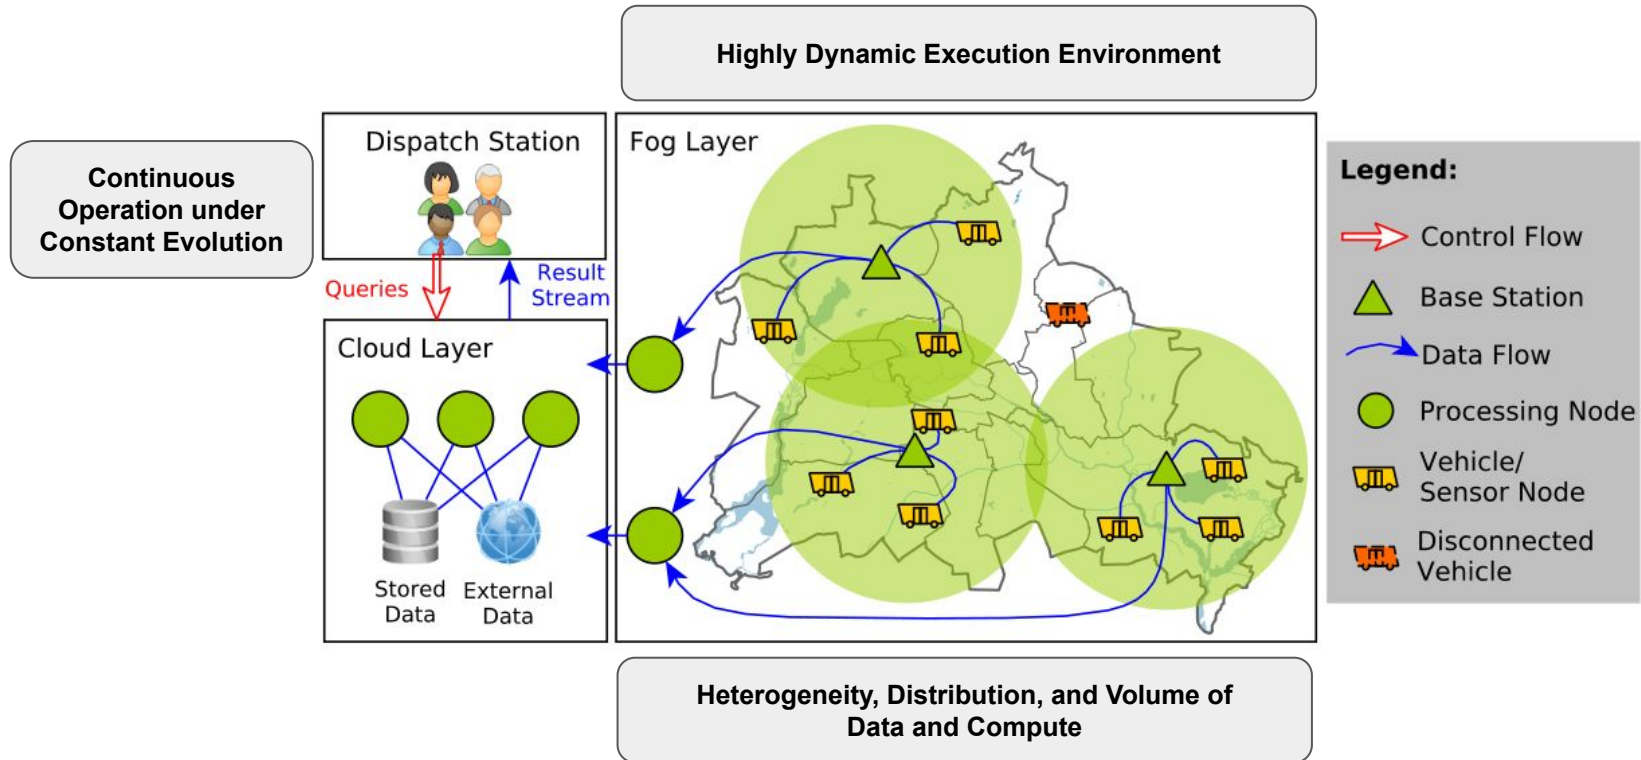 Highly Dynamic Execution Environment
Continuous
Operation under
Constant Evolution
Dispatch Station
Queries
Result
Stream
Cloud Layer
Stored
Data
External
Data
Fog Layer
Legend:
Control Flow
Base Station
Data Flow
Processing Node
Vehicle/
Sensor Node
Disconnected
Vehicle
Heterogeneity, Distribution, and Volume of
Data and Compute